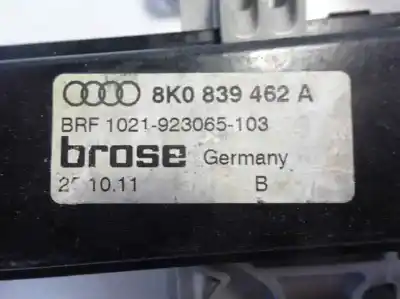 8K0 839 462 A
BRF 1021-923065-103
brose Germany
10.11 B